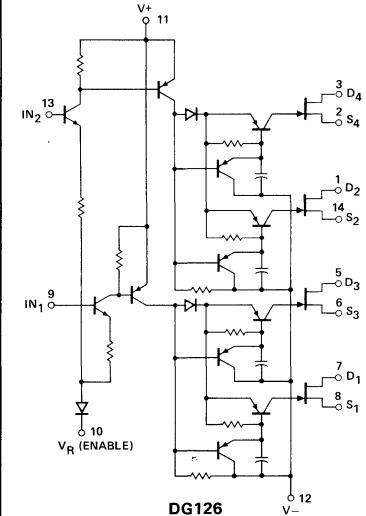 V+
11
3
D4
2
S4
13
IN2
1
D2
14
S2
5
D3
9
IN1
6
S3
7
D1
8
S1
10
VR (ENABLE)
12
DG126
V−